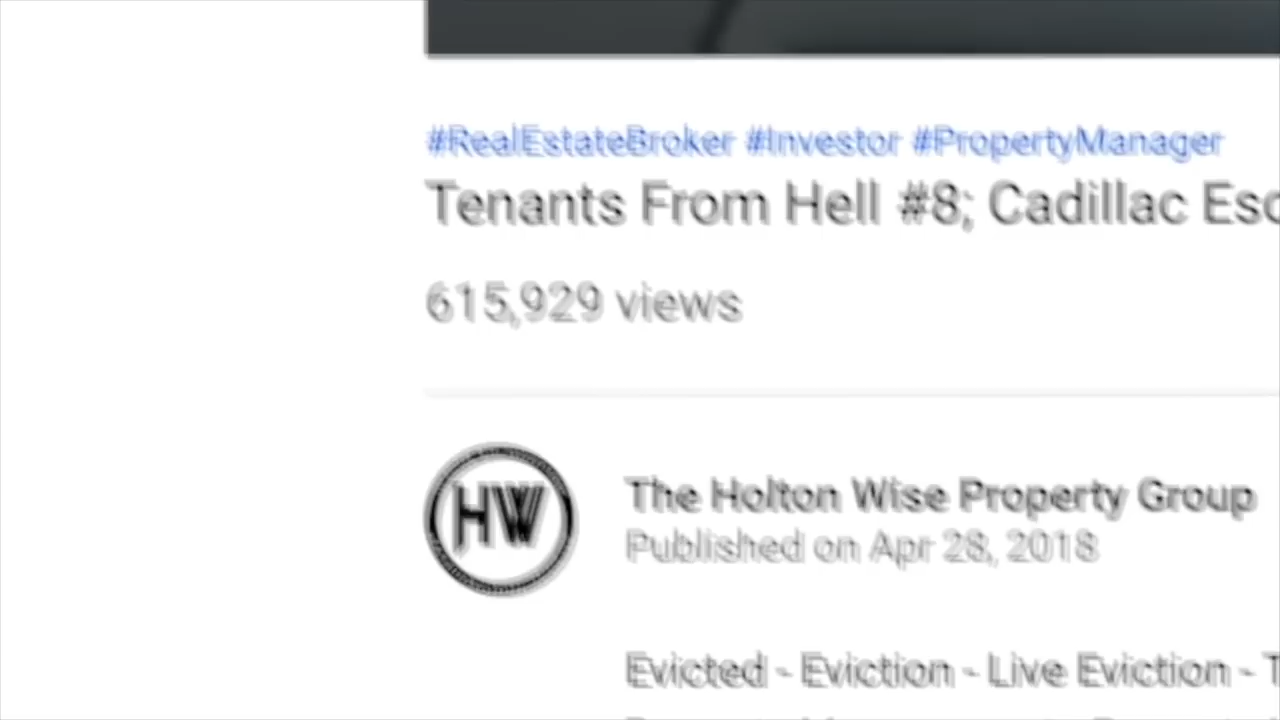 #RealEstateBroker #Investor #PropertyManager
Tenants From Hell #8; Cadillac Esc
615,929 views
HW
The Holton Wise Property Group
Published on Apr 28, 2018
Evicted - Eviction - Live Eviction - T